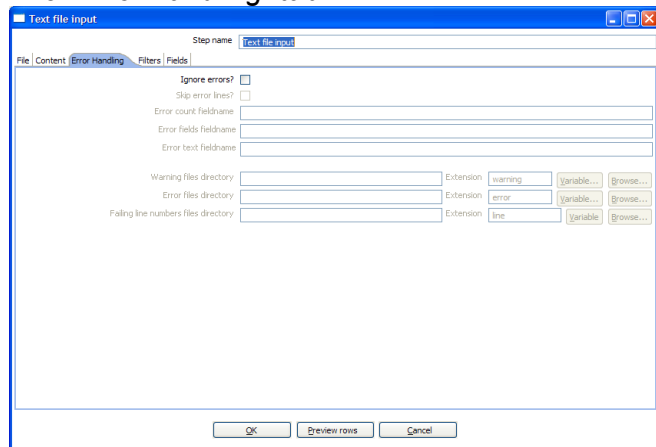 Text file input
Step name Text file input
File Content Error Handling Filters Fields
Ignore errors?
Skip error lines?
Error count fieldname
Error fields fieldname
Error text fieldname
Warning files directory Extension warning Variable... Browse...
Error files directory Extension error Variable... Browse...
Failing line numbers files directory Extension line Variable Browse...
OK Preview rows Cancel